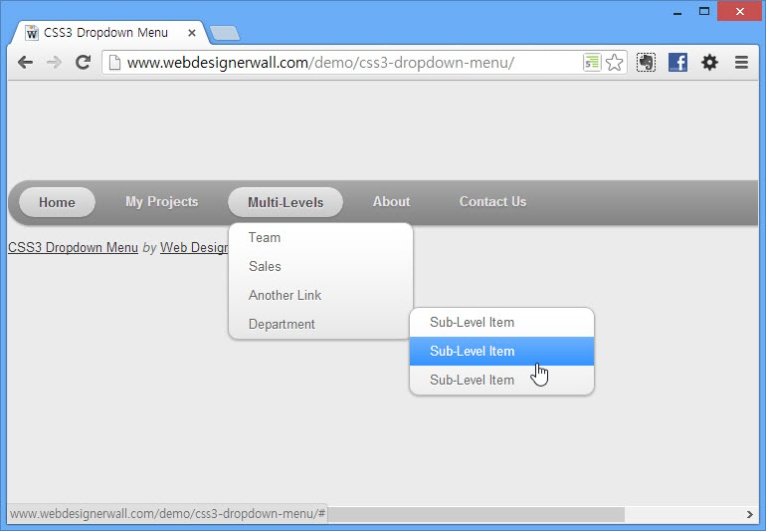 CSS3 Dropdown Menu
www.webdesignerwall.com/demo/css3-dropdown-menu/
Home My Projects Multi-Levels About Contact Us
CSS3 Dropdown Menu by Web Design
Team
Sales
Another Link
Department
Sub-Level Item
Sub-Level Item
Sub-Level Item
www.webdesignerwall.com/demo/css3-dropdown-menu/#